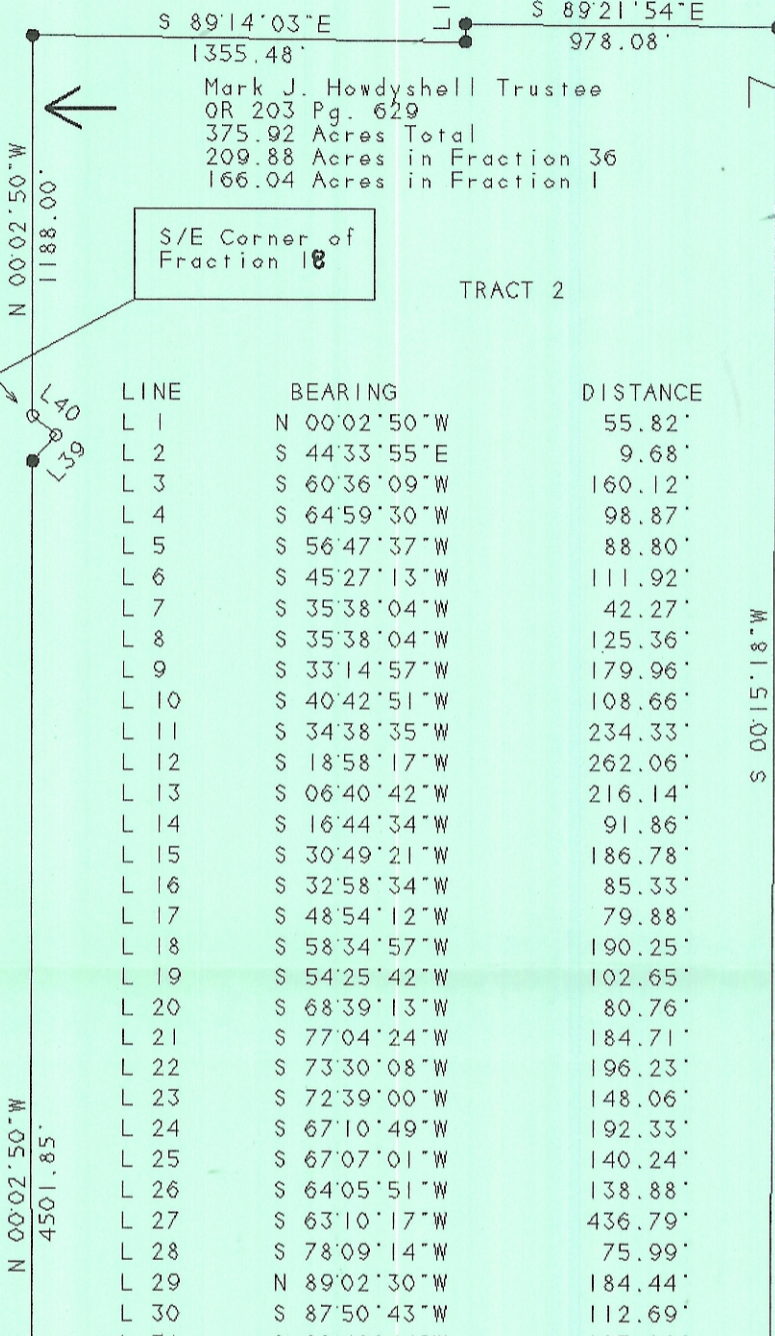 S 89°14'03"E
1355.48'
L1
S 89°21'54"E
978.08'
Mark J. Howdyshell Trustee
OR 203 Pg. 629
375.92 Acres Total
209.88 Acres in Fraction 36
166.04 Acres in Fraction 1
N 00°02'50"W
1188.00'
S/E Corner of
Fraction 18
TRACT 2
L40
L39
LINE BEARING DISTANCE
L 1 N 00°02'50"W 55.82'
L 2 S 44°33'55"E 9.68'
L 3 S 60°36'09"W 160.12'
L 4 S 64°59'30"W 98.87'
L 5 S 56°47'37"W 88.80'
L 6 S 45°27'13"W 111.92'
L 7 S 35°38'04"W 42.27'
L 8 S 35°38'04"W 125.36'
L 9 S 33°14'57"W 179.96'
L 10 S 40°42'51"W 108.66'
L 11 S 34°38'35"W 234.33'
L 12 S 18°58'17"W 262.06'
L 13 S 06°40'42"W 216.14'
L 14 S 16°44'34"W 91.86'
L 15 S 30°49'21"W 186.78'
L 16 S 32°58'34"W 85.33'
L 17 S 48°54'12"W 79.88'
L 18 S 58°34'57"W 190.25'
L 19 S 54°25'42"W 102.65'
L 20 S 68°39'13"W 80.76'
L 21 S 77°04'24"W 184.71'
L 22 S 73°30'08"W 196.23'
L 23 S 72°39'00"W 148.06'
L 24 S 67°10'49"W 192.33'
L 25 S 67°07'01"W 140.24'
L 26 S 64°05'51"W 138.88'
L 27 S 63°10'17"W 436.79'
L 28 S 78°09'14"W 75.99'
L 29 N 89°02'30"W 184.44'
L 30 S 87°50'43"W 112.69'
S 00°15'18"W
N 00°02'50"W
4501.85'